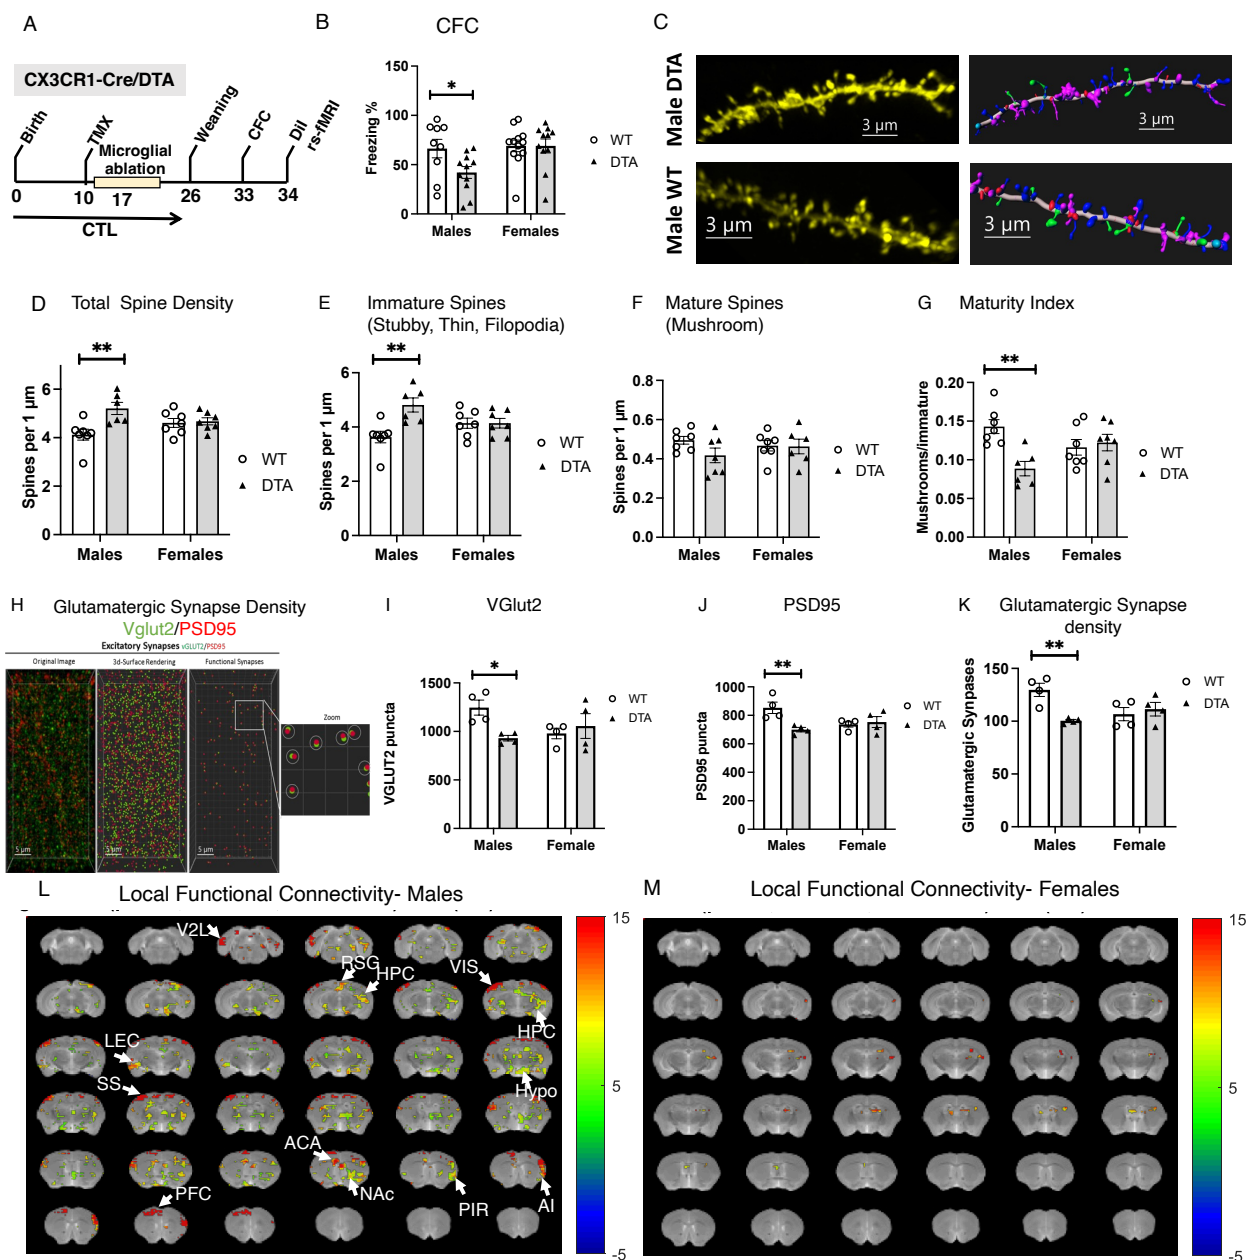 A
CX3CR1-Cre/DTA
Birth
TMX
Microglial
ablation
Weaning
CFC
Dil
rs-fMRI
0
10
17
26
33
34
CTL
B
CFC
Freezing %
150
100
50
0
*
Males
Females
WT
DTA
C
Male DTA
3 µm
3 µm
Male WT
3 µm
3 µm
D
Total Spine Density
Spines per 1 µm
6
4
2
0
**
Males
Females
WT
DTA
E
Immature Spines
(Stubby, Thin, Filopodia)
Spines per 1 µm
6
4
2
0
**
Males
Females
WT
DTA
F
Mature Spines
(Mushroom)
Spines per 1 µm
0.8
0.6
0.4
0.2
0.0
Males
Females
WT
DTA
G
Maturity Index
Mushrooms/immature
0.20
0.15
0.10
0.05
0.00
**
Males
Females
WT
DTA
H
Glutamatergic Synapse Density
Vglut2/PSD95
Excitatory Synapses vGLUT2/PSD95
Original Image
3d-Surface Rendering
Functional Synapses
Zoom
5 µm
5 µm
5 µm
I
VGlut2
VGLUT2 puncta
1500
1000
500
0
*
Males
Female
WT
DTA
J
PSD95
PSD95 puncta
1000
800
600
400
200
0
**
Males
Female
WT
DTA
K
Glutamatergic Synapse
density
Glutamatergic Synpases
150
100
50
0
**
Males
Female
WT
DTA
L
Local Functional Connectivity- Males
V2L
RSG
HPC
VIS
HPC
LEC
SS
Hypo
ACA
NAc
PIR
AI
PFC
15
5
-5
M
Local Functional Connectivity- Females
15
5
-5